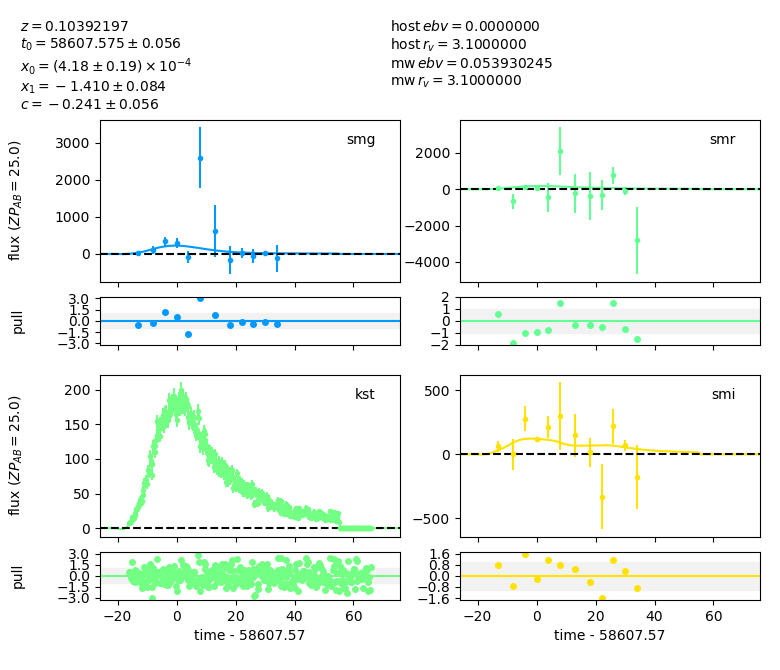 z = 0.10392197
t₀ = 58607.575 ± 0.056
x₀ = (4.18 ± 0.19) × 10⁻⁴
x₁ = −1.410 ± 0.084
c = −0.241 ± 0.056
host ebv = 0.0000000
host rᵥ = 3.1000000
mw ebv = 0.053930245
mw rᵥ = 3.1000000
flux (ZP_AB = 25.0)
3000
2000
1000
0
smg
2000
0
−2000
−4000
smr
pull
3.0
1.5
0.0
−1.5
−3.0
2
1
0
−1
−2
flux (ZP_AB = 25.0)
200
150
100
50
0
kst
500
0
−500
smi
pull
3.0
1.5
0.0
−1.5
−3.0
1.6
0.8
0.0
−0.8
−1.6
−20 0 20 40 60
−20 0 20 40 60
time - 58607.57
time - 58607.57